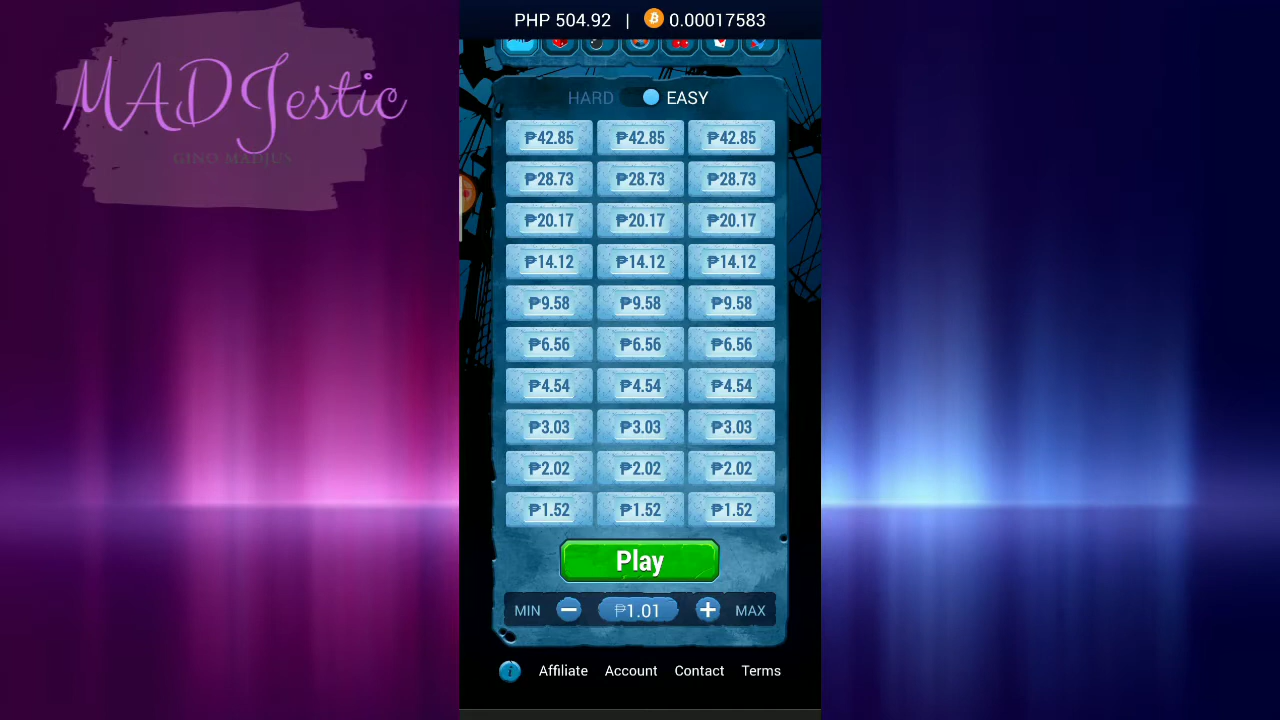 MADJestic
GINO MADJUS
PHP 504.92 | 0.00017583
HARD EASY
₱42.85 ₱42.85 ₱42.85
₱28.73 ₱28.73 ₱28.73
₱20.17 ₱20.17 ₱20.17
₱14.12 ₱14.12 ₱14.12
₱9.58 ₱9.58 ₱9.58
₱6.56 ₱6.56 ₱6.56
₱4.54 ₱4.54 ₱4.54
₱3.03 ₱3.03 ₱3.03
₱2.02 ₱2.02 ₱2.02
₱1.52 ₱1.52 ₱1.52
Play
MIN − ₱1.01 + MAX
i Affiliate Account Contact Terms